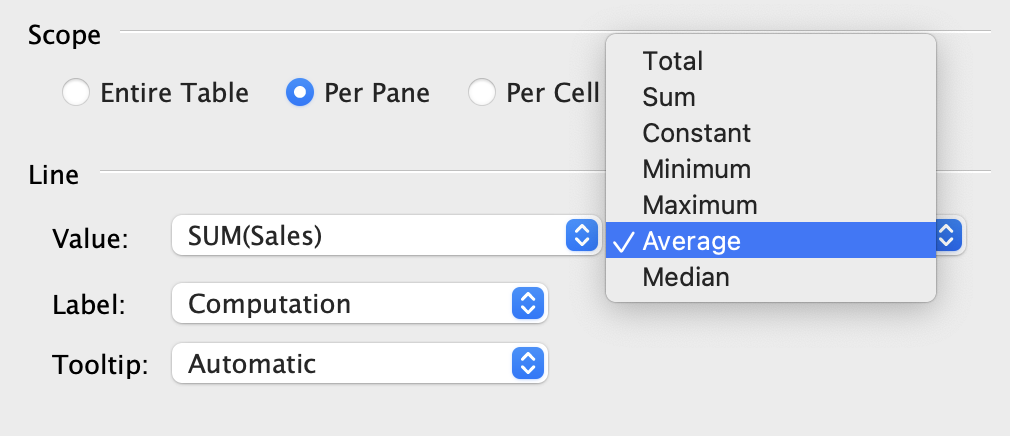 Scope
Entire Table
Per Pane
Per Cell
Line
Value:
SUM(Sales)
Total
Sum
Constant
Minimum
Maximum
✓ Average
Median
Label:
Computation
Tooltip:
Automatic